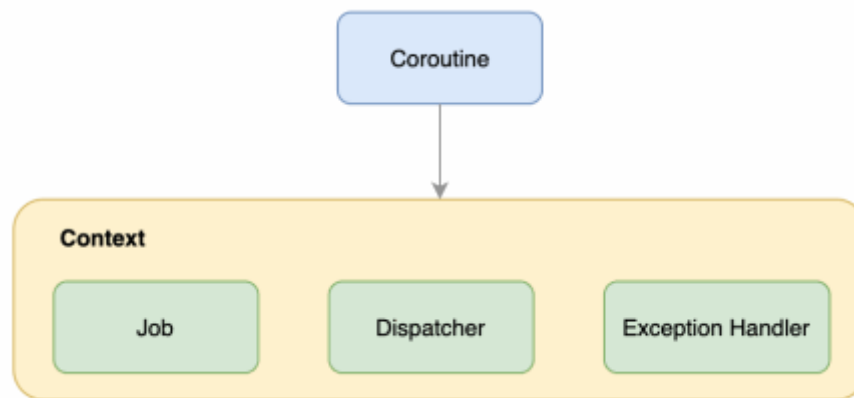 Coroutine
Context
Job
Dispatcher
Exception Handler